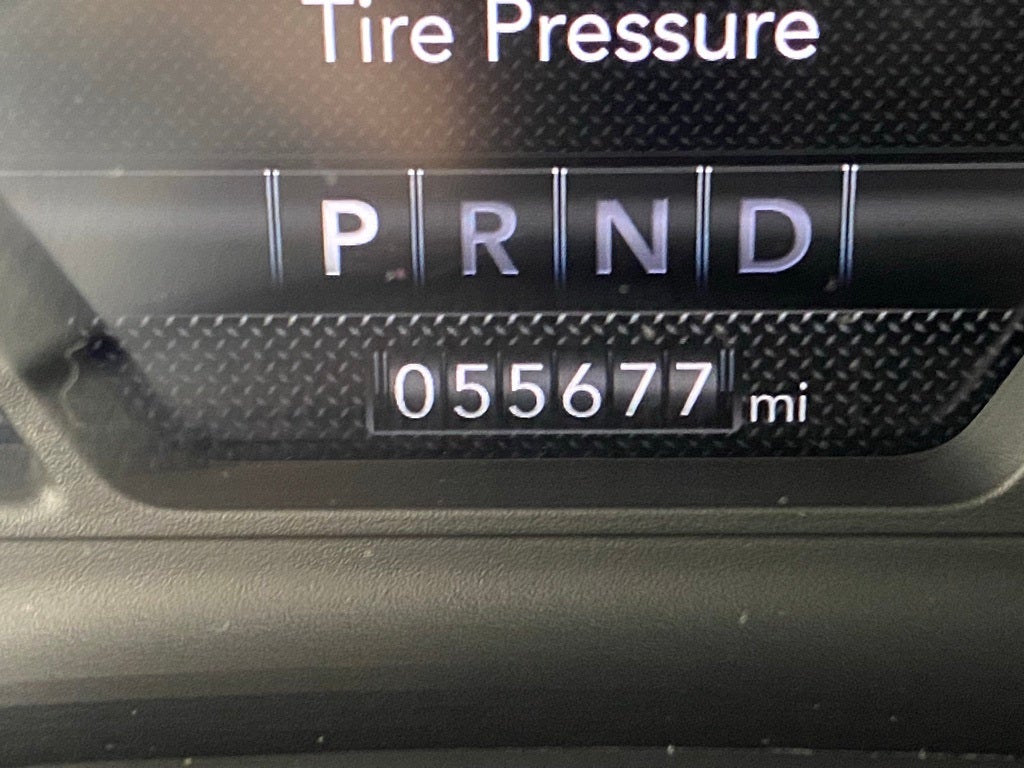 Tire Pressure
P R N D
055677 mi